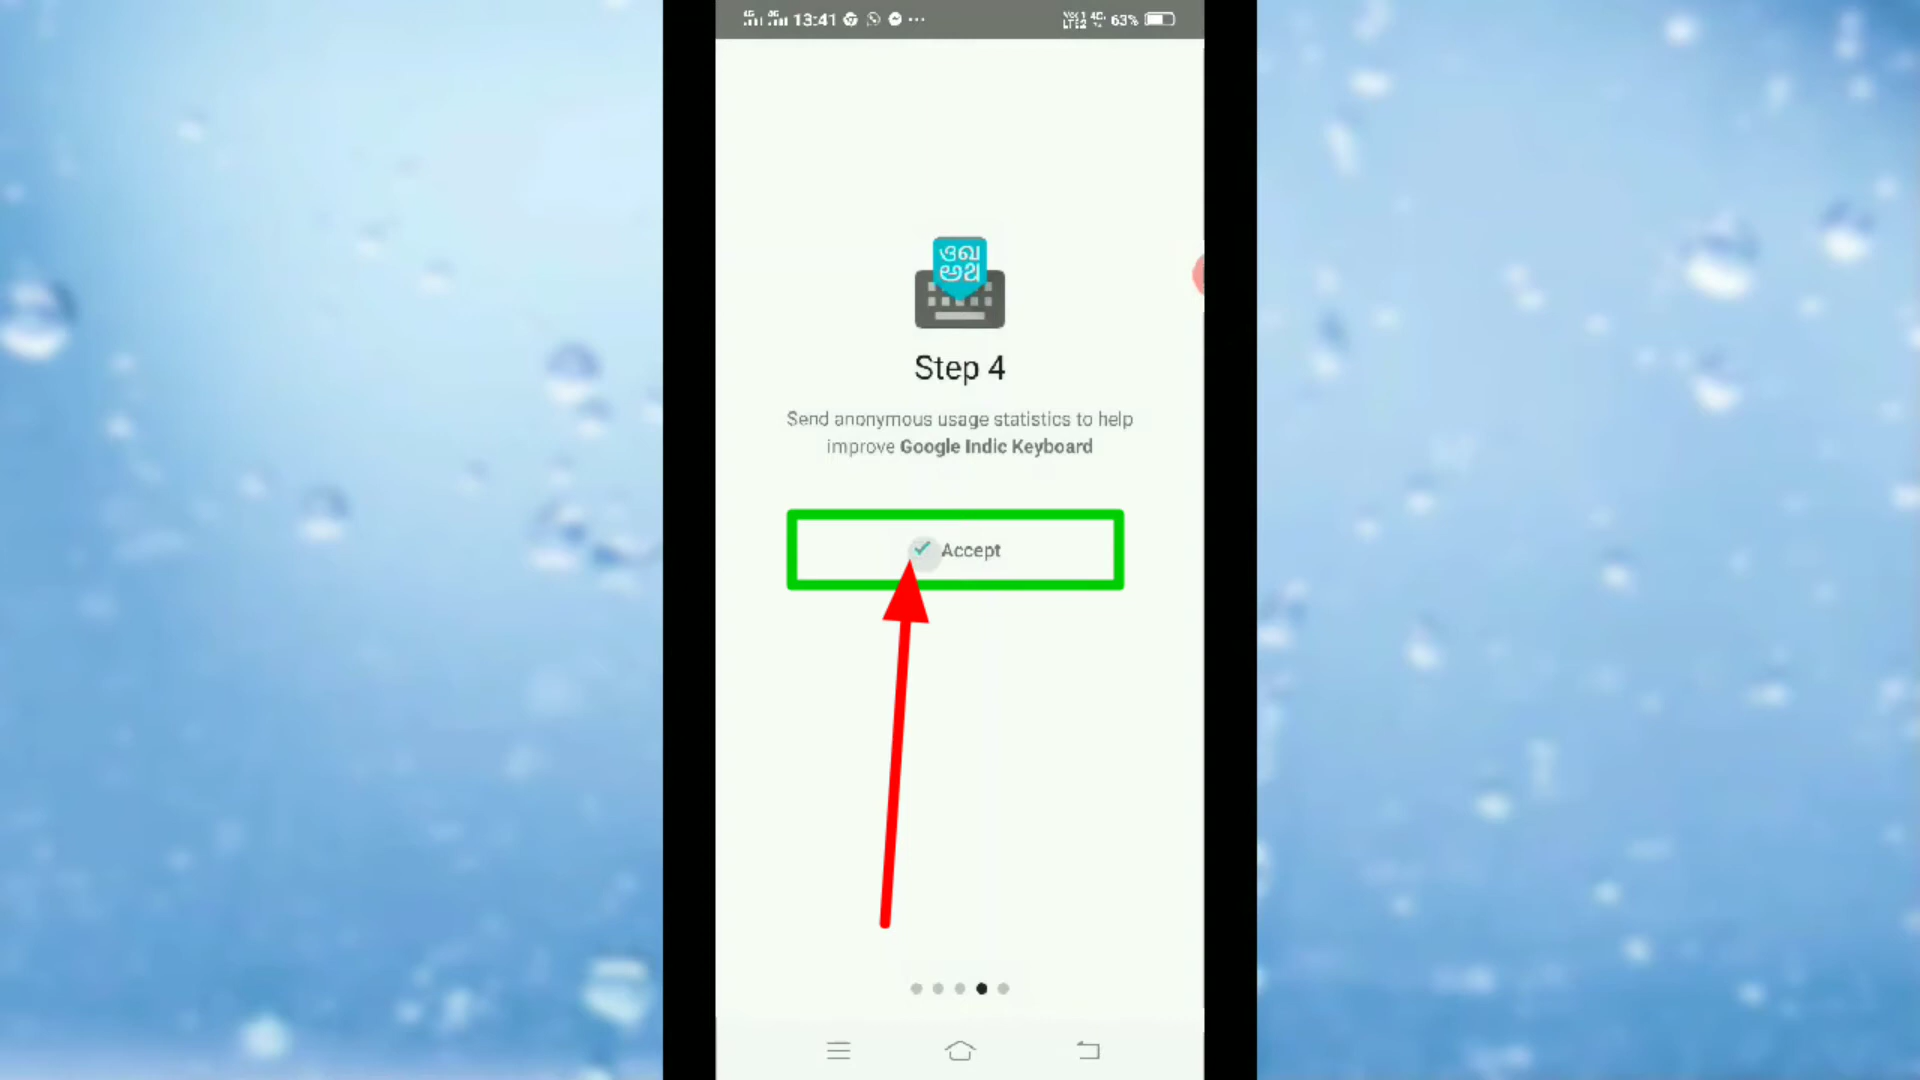 13:41
63%
ଓ ഖ
ಅ થ
Step 4
Send anonymous usage statistics to help
improve Google Indic Keyboard
Accept